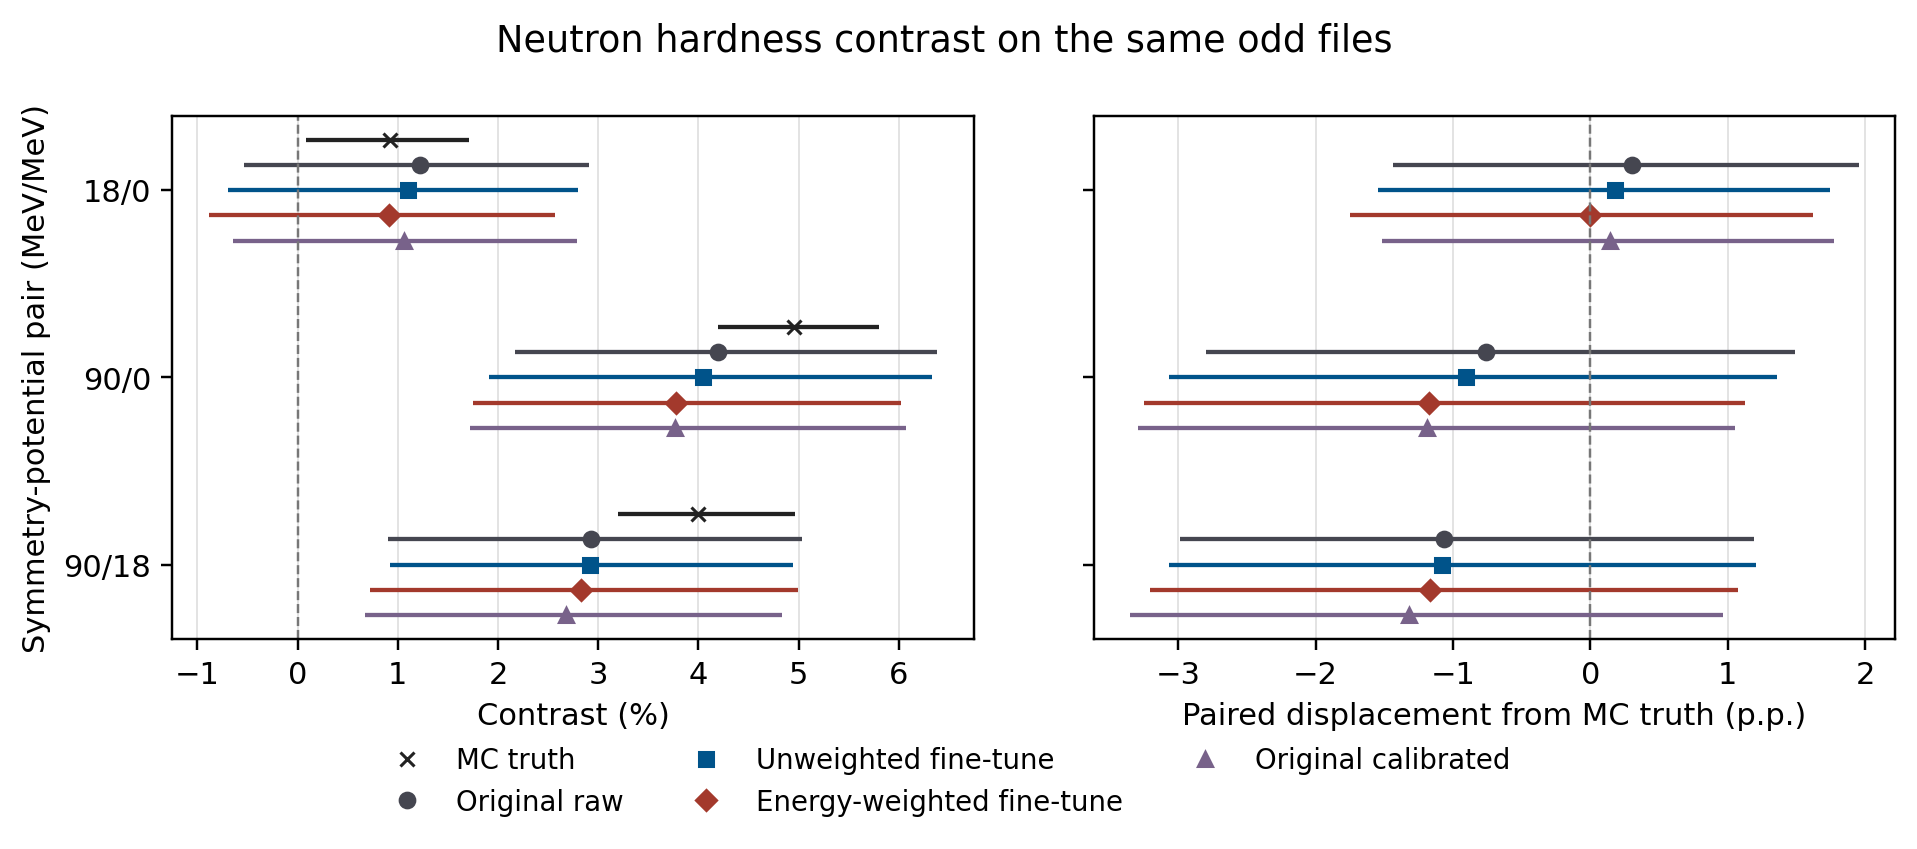 Neutron hardness contrast on the same odd files
Symmetry-potential pair (MeV/MeV)
18/0
90/0
90/18
−1 0 1 2 3 4 5 6
Contrast (%)
−3 −2 −1 0 1 2
Paired displacement from MC truth (p.p.)
MC truth
Original raw
Unweighted fine-tune
Energy-weighted fine-tune
Original calibrated